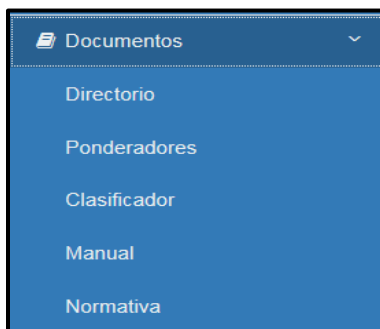 Documentos
Directorio
Ponderadores
Clasificador
Manual
Normativa